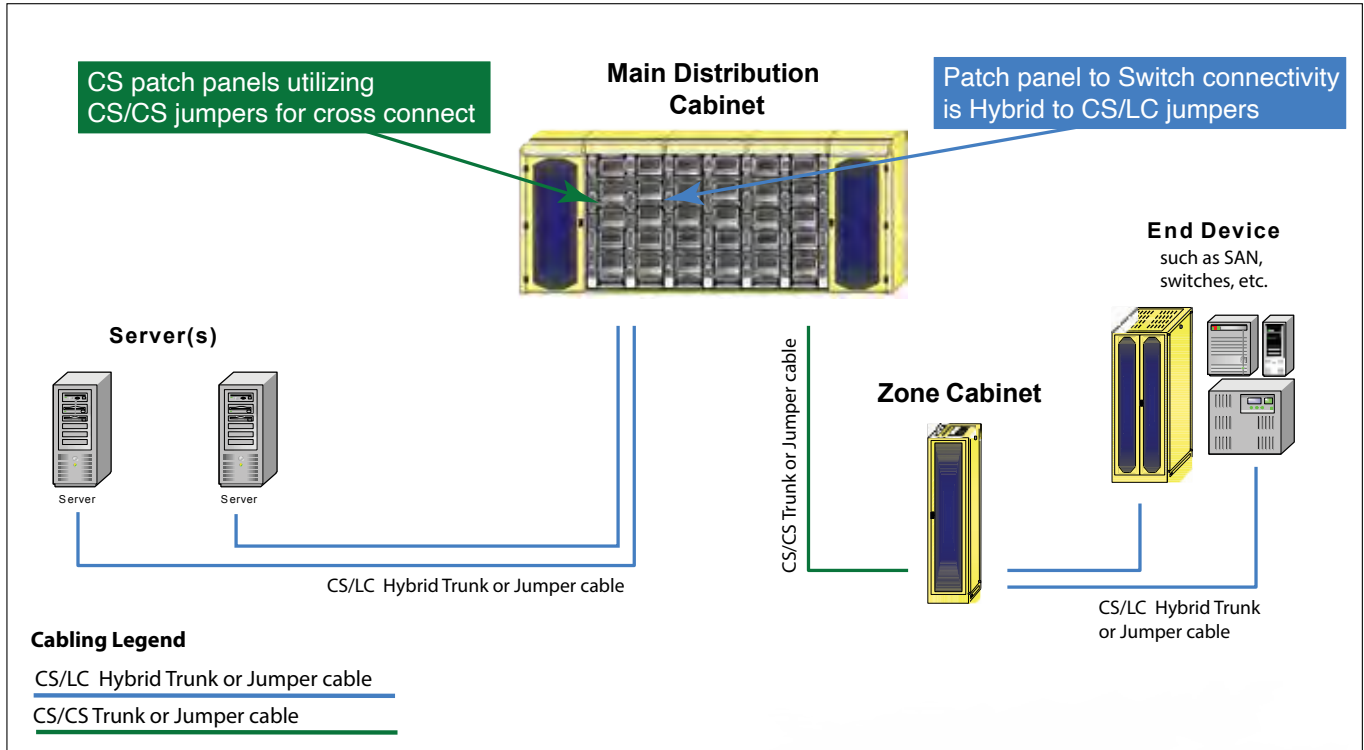 CS patch panels utilizing
CS/CS jumpers for cross connect
Main Distribution
Cabinet
Patch panel to Switch connectivity
is Hybrid to CS/LC jumpers
End Device
such as SAN,
switches, etc.
Server(s)
Server
Server
CS/CS Trunk or Jumper cable
Zone Cabinet
CS/LC Hybrid Trunk or Jumper cable
CS/LC Hybrid Trunk
or Jumper cable
Cabling Legend
CS/LC Hybrid Trunk or Jumper cable
CS/CS Trunk or Jumper cable